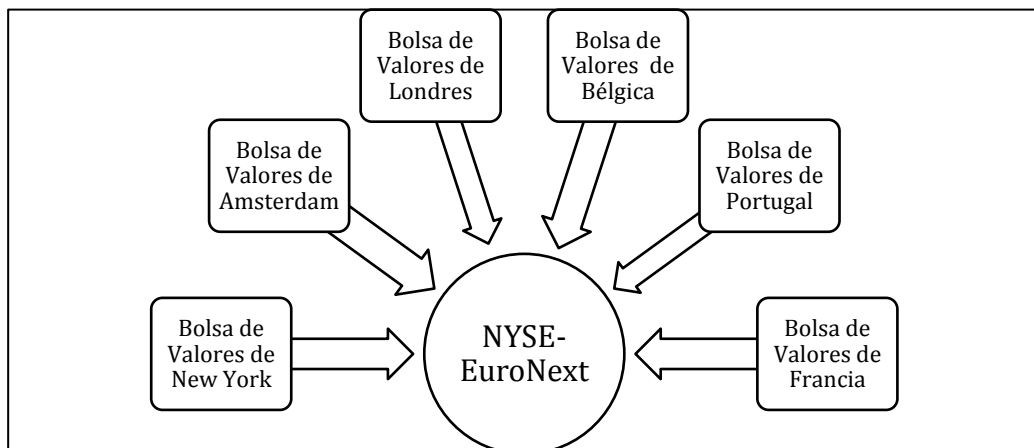 Bolsa de
Valores de
Londres
Bolsa de
Valores de
Bélgica
Bolsa de
Valores de
Amsterdam
Bolsa de
Valores de
Portugal
Bolsa de
Valores de
New York
NYSE-
EuroNext
Bolsa de
Valores de
Francia